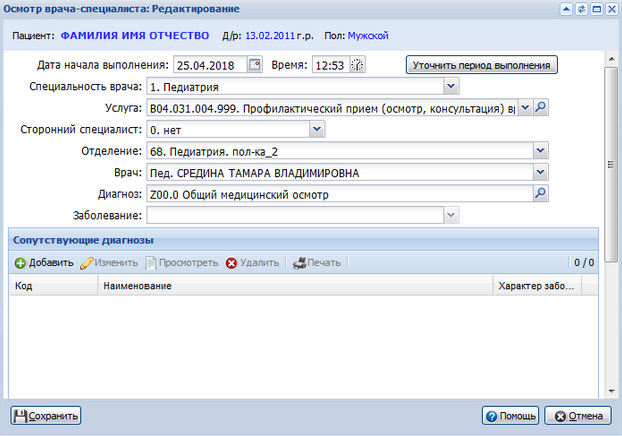 Осмотр врача-специалиста: Редактирование
Пациент: ФАМИЛИЯ ИМЯ ОТЧЕСТВО Д/р: 13.02.2011 г.р. Пол: Мужской
Дата начала выполнения: 25.04.2018 Время: 12:53 Уточнить период выполнения
Специальность врача: 1. Педиатрия
Услуга: B04.031.004.999. Профилактический прием (осмотр, консультация) вр
Сторонний специалист: 0. нет
Отделение: 68. Педиатрия. пол-ка_2
Врач: Пед. СРЕДИНА ТАМАРА ВЛАДИМИРОВНА
Диагноз: Z00.0 Общий медицинский осмотр
Заболевание:
Сопутствующие диагнозы
Добавить Изменить Просмотреть Удалить Печать 0 / 0
Код Наименование Характер забо...
Сохранить Помощь Отмена